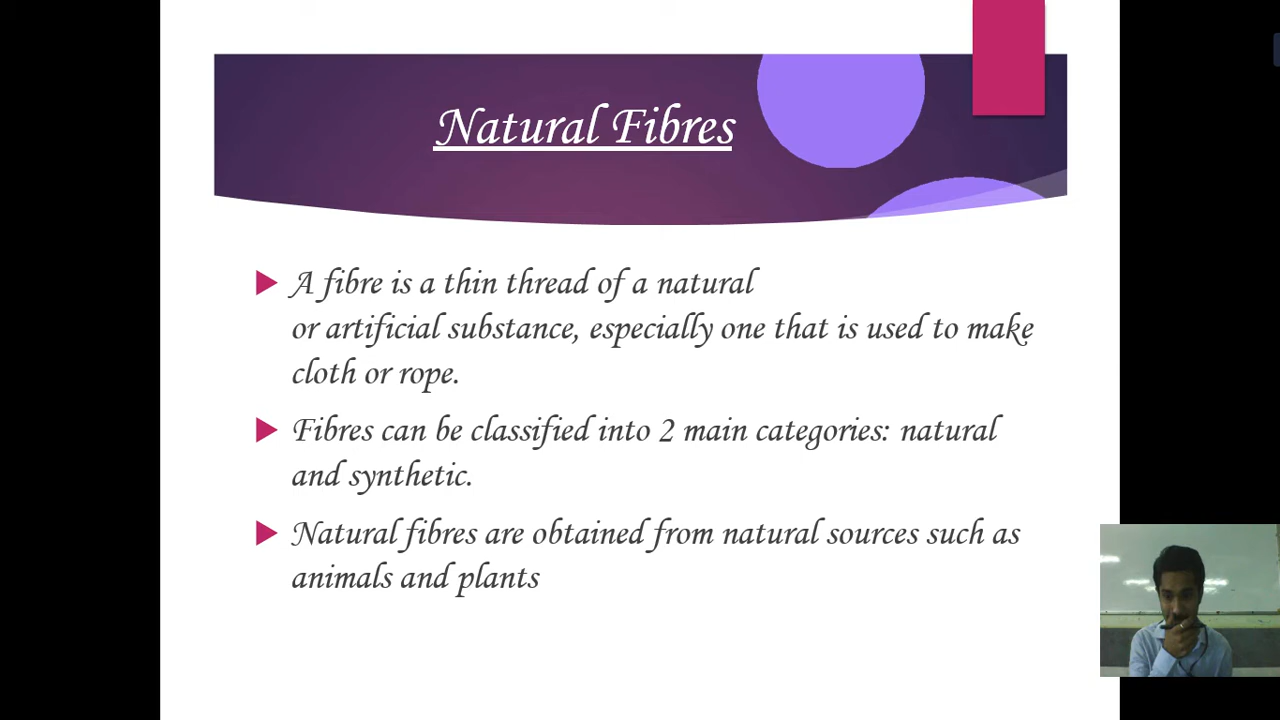 Natural Fibres
A fibre is a thin thread of a natural
or artificial substance, especially one that is used to make
cloth or rope.
Fibres can be classified into 2 main categories: natural
and synthetic.
Natural fibres are obtained from natural sources such as
animals and plants